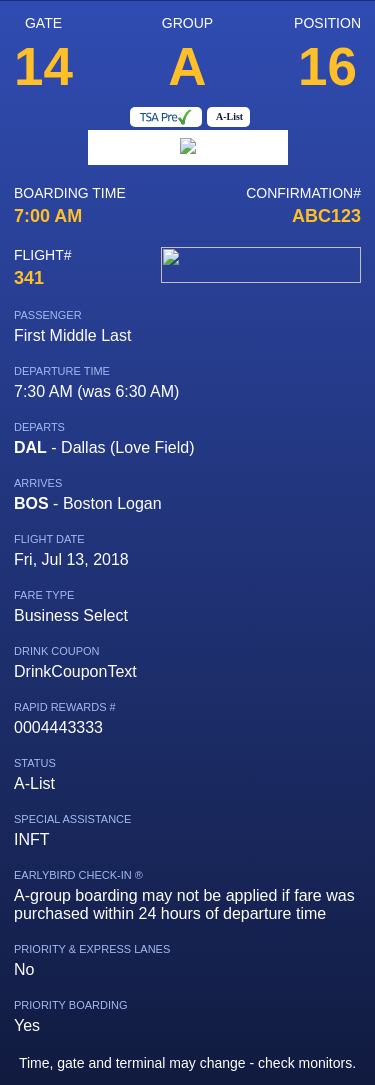 GATE GROUP POSITION
14 A 16
TSA Pre✓ A-List
BOARDING TIME CONFIRMATION#
7:00 AM ABC123
FLIGHT#
341
PASSENGER
First Middle Last
DEPARTURE TIME
7:30 AM (was 6:30 AM)
DEPARTS
DAL - Dallas (Love Field)
ARRIVES
BOS - Boston Logan
FLIGHT DATE
Fri, Jul 13, 2018
FARE TYPE
Business Select
DRINK COUPON
DrinkCouponText
RAPID REWARDS #
0004443333
STATUS
A-List
SPECIAL ASSISTANCE
INFT
EARLYBIRD CHECK-IN ®
A-group boarding may not be applied if fare was
purchased within 24 hours of departure time
PRIORITY & EXPRESS LANES
No
PRIORITY BOARDING
Yes
Time, gate and terminal may change - check monitors.